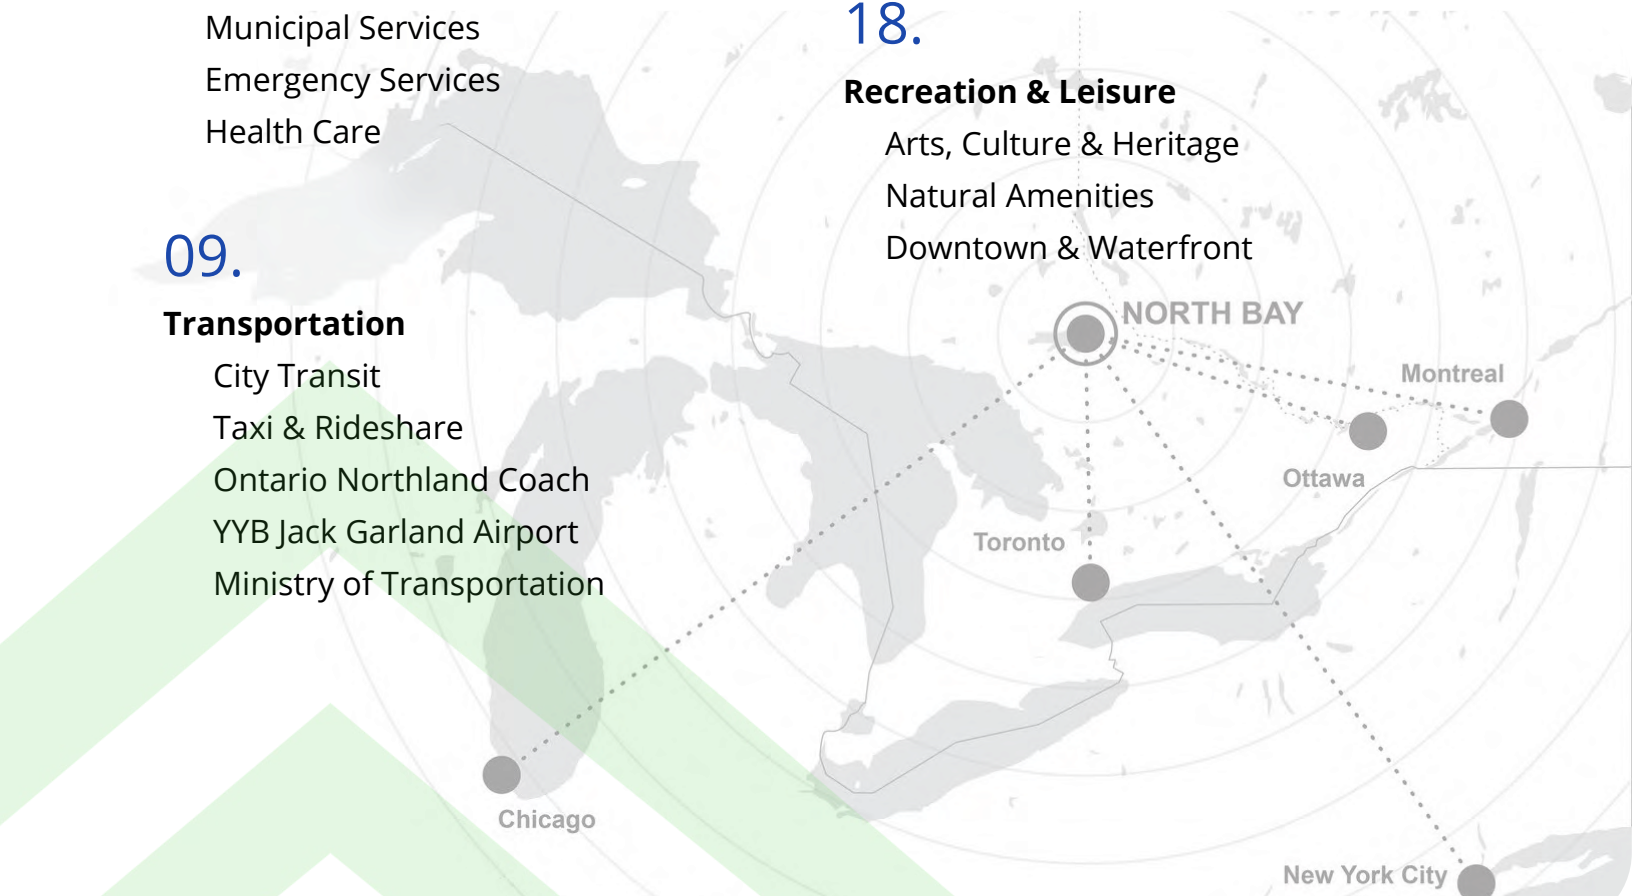 Municipal Services
Emergency Services
Health Care
09.
Transportation
City Transit
Taxi & Rideshare
Ontario Northland Coach
YYB Jack Garland Airport
Ministry of Transportation
18.
Recreation & Leisure
Arts, Culture & Heritage
Natural Amenities
Downtown & Waterfront
NORTH BAY
Montreal
Ottawa
Toronto
Chicago
New York City